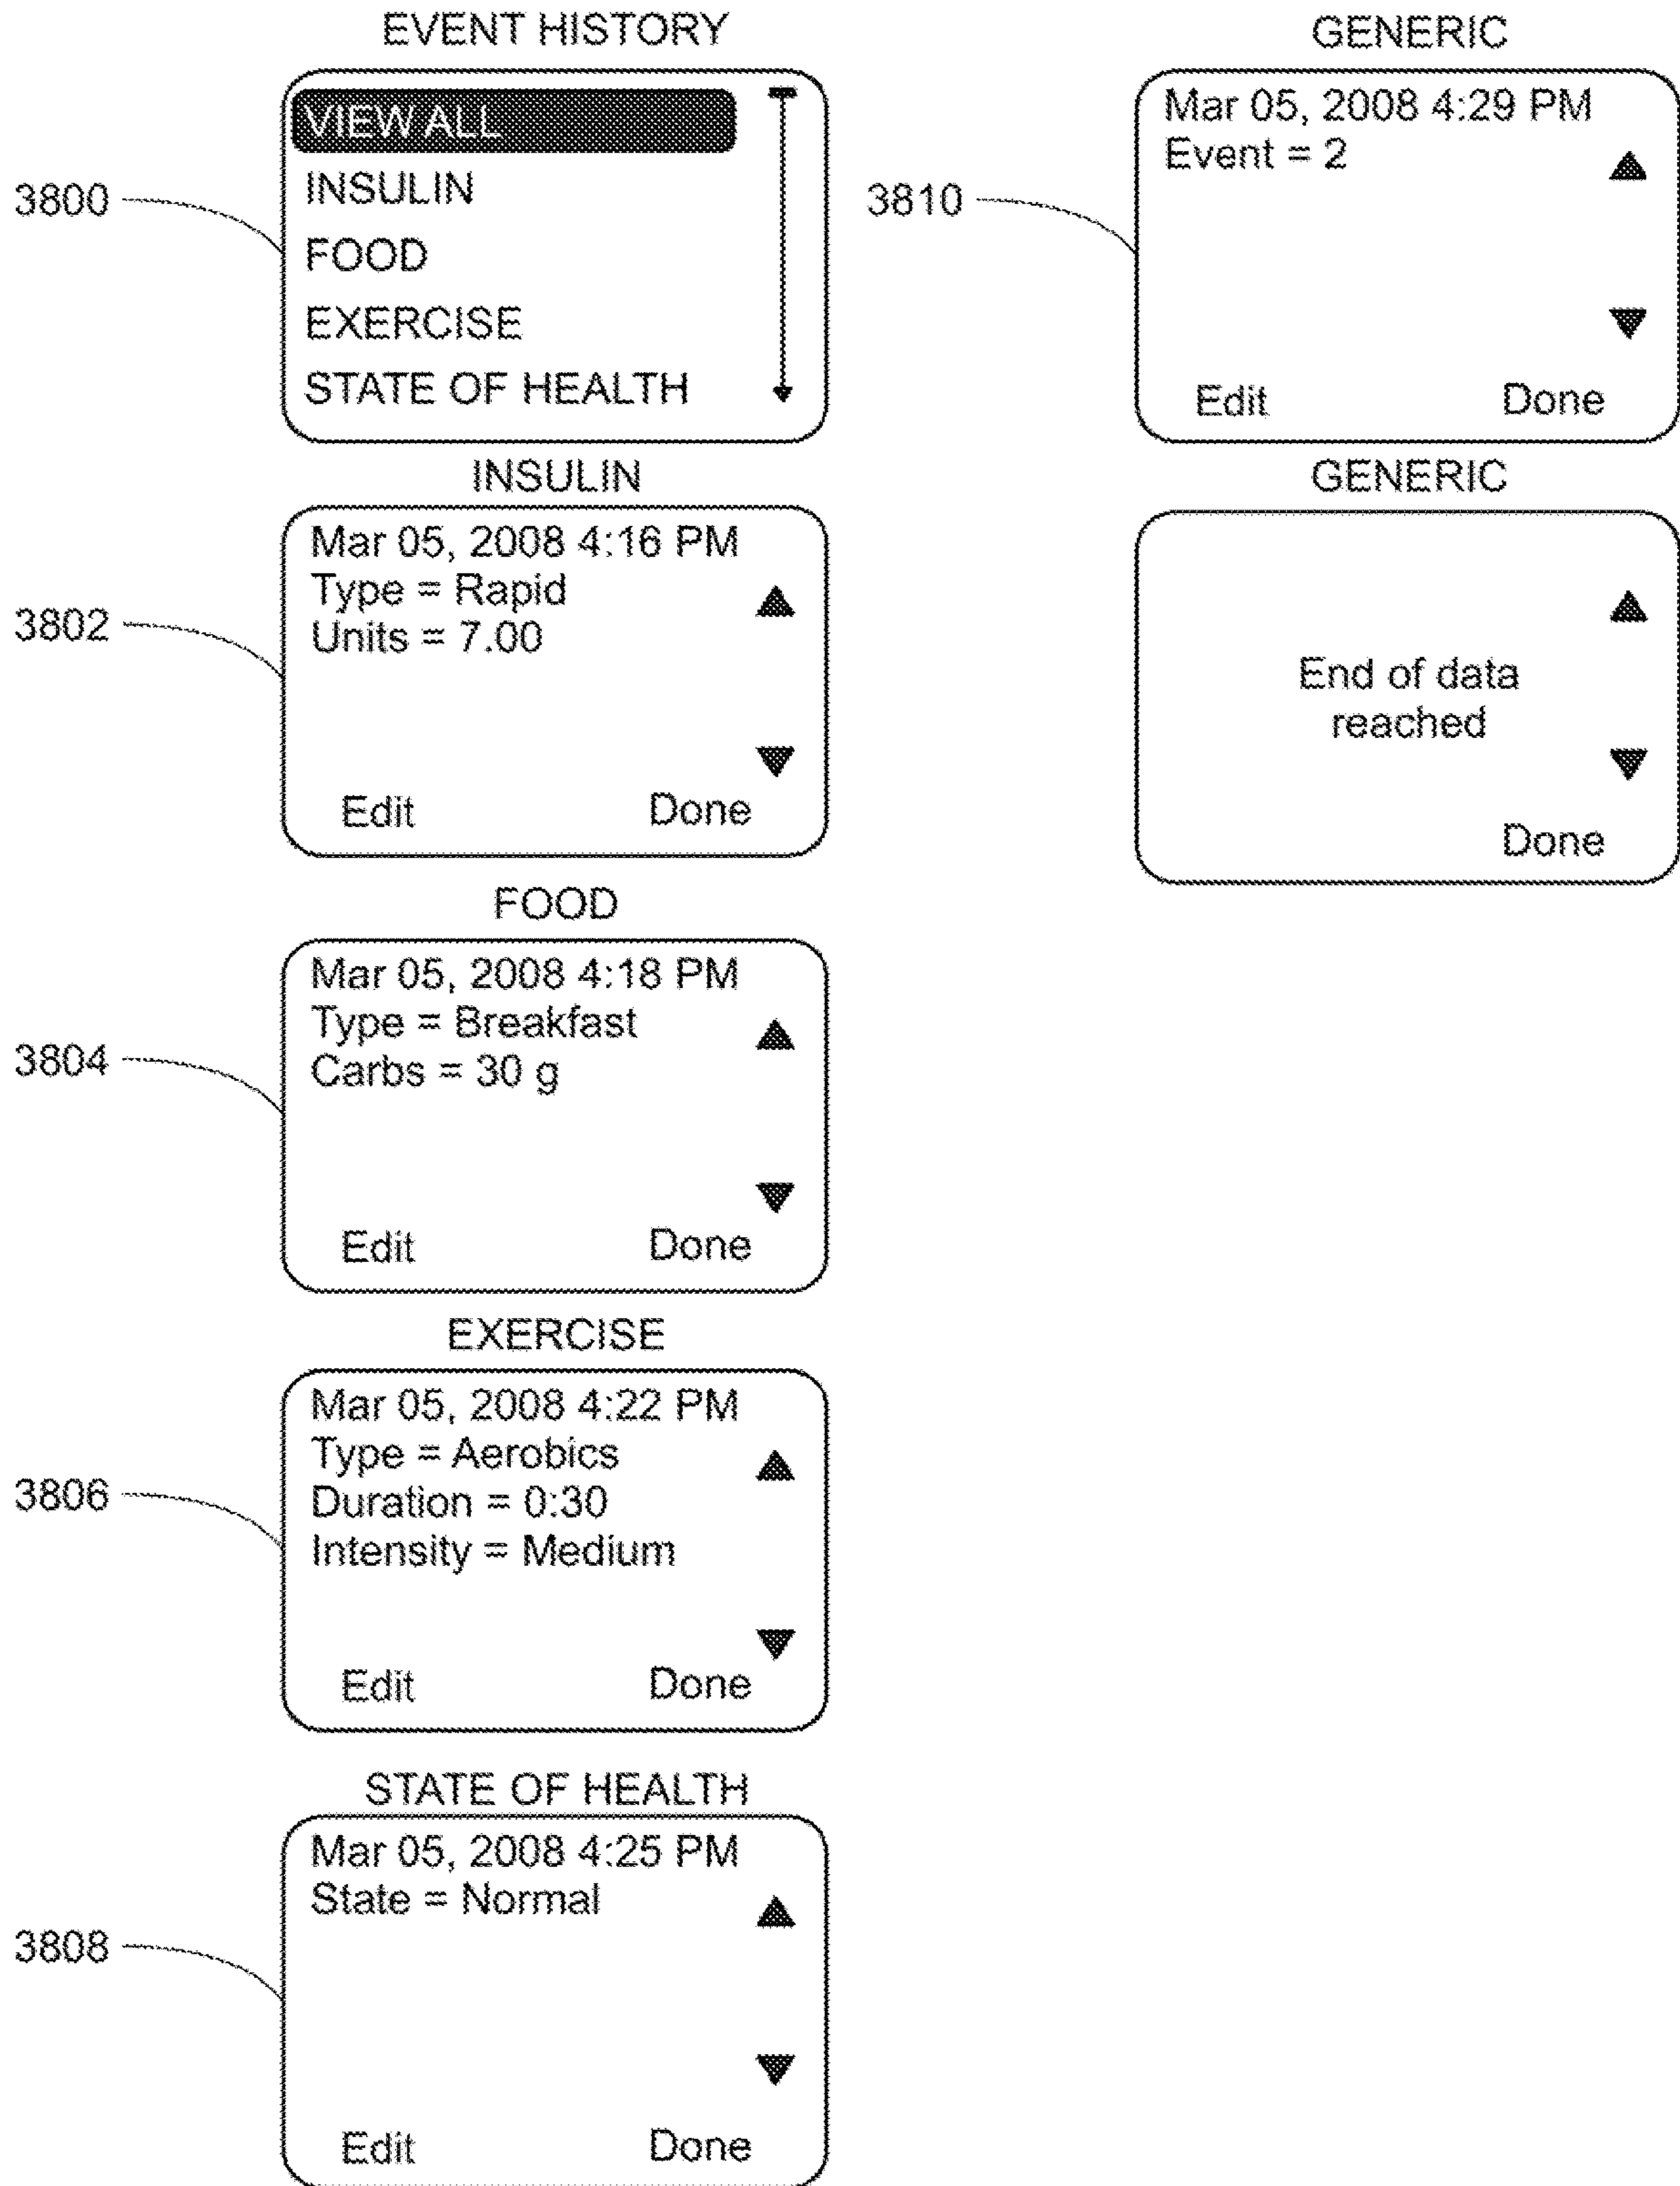 EVENT HISTORY
3800
VIEW ALL
INSULIN
FOOD
EXERCISE
STATE OF HEALTH
INSULIN
3802
Mar 05, 2008 4:16 PM
Type = Rapid
Units = 7.00
Edit Done
FOOD
3804
Mar 05, 2008 4:18 PM
Type = Breakfast
Carbs = 30 g
Edit Done
EXERCISE
3806
Mar 05, 2008 4:22 PM
Type = Aerobics
Duration = 0:30
Intensity = Medium
Edit Done
STATE OF HEALTH
3808
Mar 05, 2008 4:25 PM
State = Normal
Edit Done
GENERIC
3810
Mar 05, 2008 4:29 PM
Event = 2
Edit Done
GENERIC
End of data
reached
Done